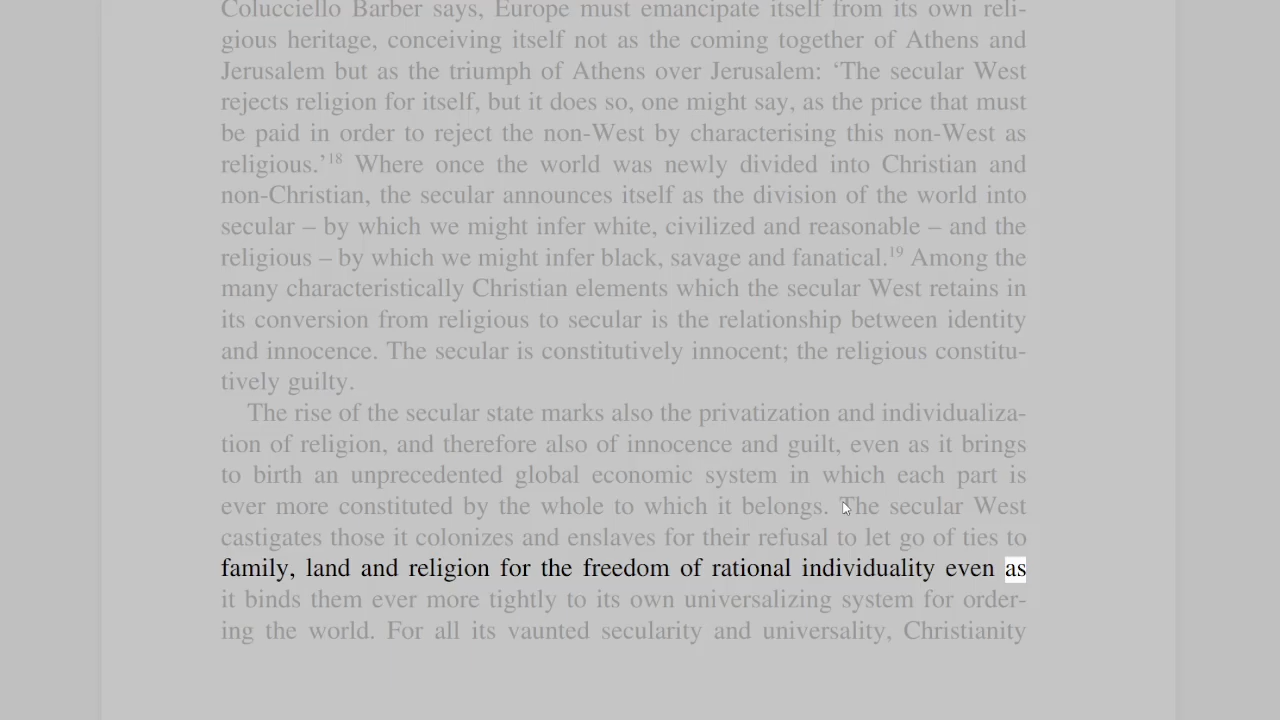 Colucciello Barber says, Europe must emancipate itself from its own reli-
gious heritage, conceiving itself not as the coming together of Athens and
Jerusalem but as the triumph of Athens over Jerusalem: ‘The secular West
rejects religion for itself, but it does so, one might say, as the price that must
be paid in order to reject the non-West by characterising this non-West as
religious.’18 Where once the world was newly divided into Christian and
non-Christian, the secular announces itself as the division of the world into
secular – by which we might infer white, civilized and reasonable – and the
religious – by which we might infer black, savage and fanatical.19 Among the
many characteristically Christian elements which the secular West retains in
its conversion from religious to secular is the relationship between identity
and innocence. The secular is constitutively innocent; the religious constitu-
tively guilty.
The rise of the secular state marks also the privatization and individualiza-
tion of religion, and therefore also of innocence and guilt, even as it brings
to birth an unprecedented global economic system in which each part is
ever more constituted by the whole to which it belongs. The secular West
castigates those it colonizes and enslaves for their refusal to let go of ties to
family, land and religion for the freedom of rational individuality even as
it binds them ever more tightly to its own universalizing system for order-
ing the world. For all its vaunted secularity and universality, Christianity